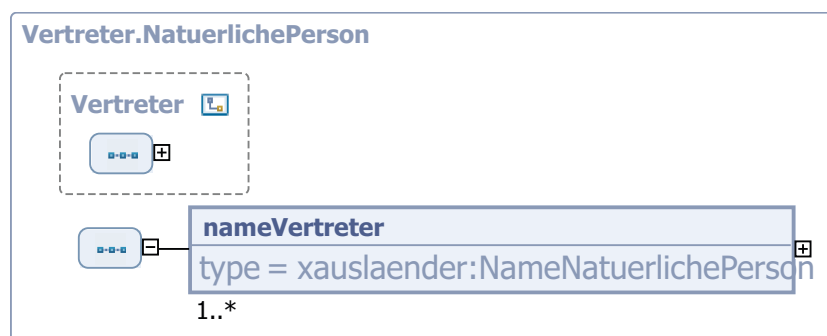 Vertreter.NatuerlichePerson
Vertreter
nameVertreter
type = xauslaender:NameNatuerlichePerson
1..*